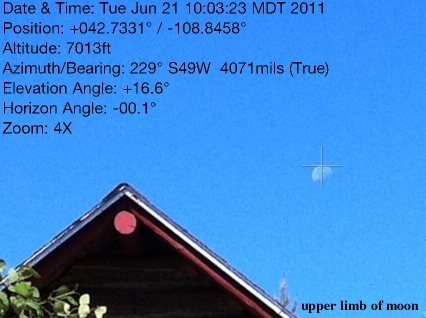 Date & Time: Tue Jun 21 10:03:23 MDT 2011
Position: +042.7331° / -108.8458°
Altitude: 7013ft
Azimuth/Bearing: 229° S49W 4071mils (True)
Elevation Angle: +16.6°
Horizon Angle: -00.1°
Zoom: 4X
upper limb of moon